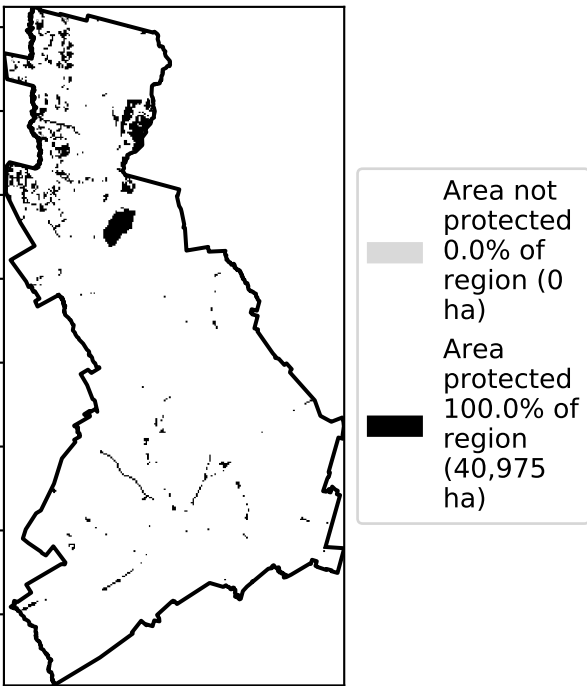 Area not
protected
0.0% of
region (0
ha)
Area
protected
100.0% of
region
(40,975
ha)